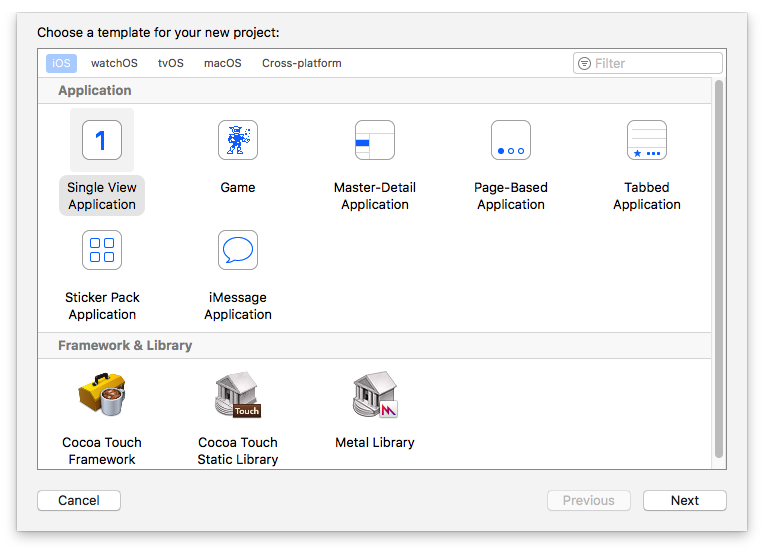 Choose a template for your new project:
iOS watchOS tvOS macOS Cross-platform Filter
Application
1
Single View Application
Game
Master-Detail Application
Page-Based Application
Tabbed Application
Sticker Pack Application
iMessage Application
Framework & Library
Touch
Cocoa Touch Framework
Cocoa Touch Static Library
Metal Library
Cancel Previous Next